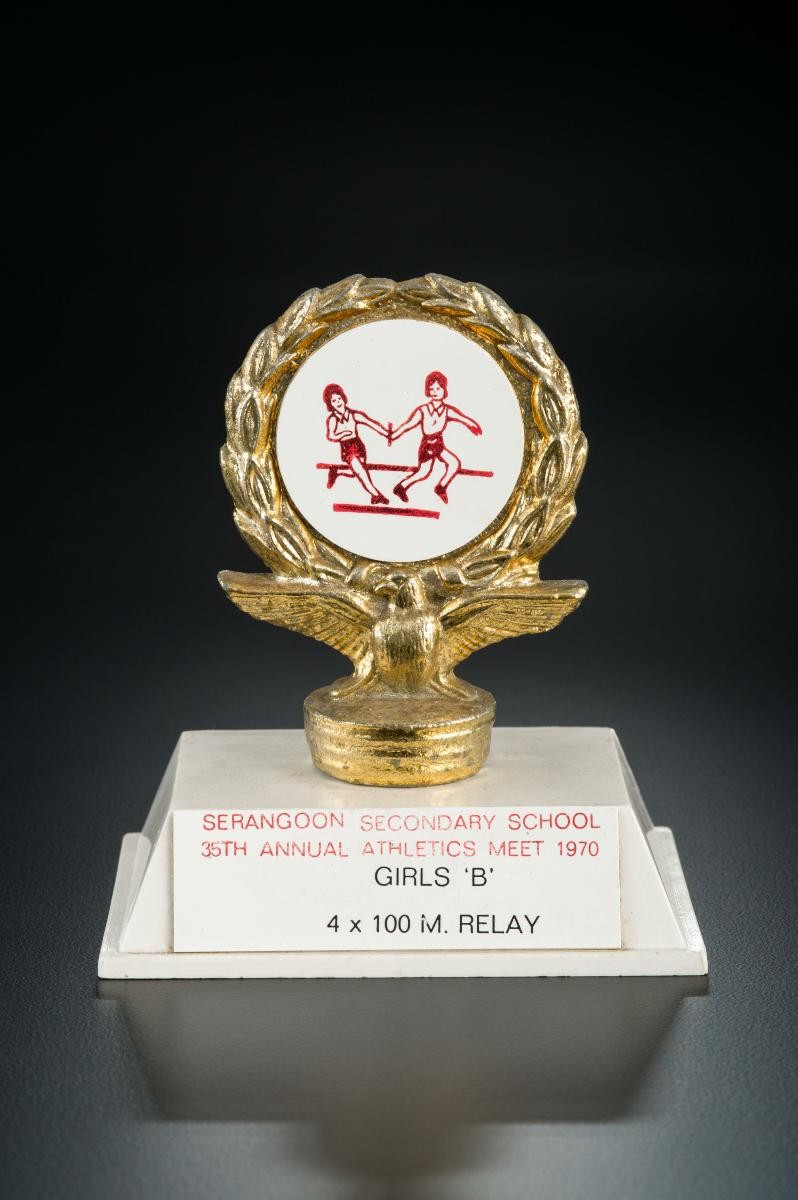 SERANGOON SECONDARY SCHOOL
35TH ANNUAL ATHLETICS MEET 1970
GIRLS ‘B’
4 x 100 M. RELAY